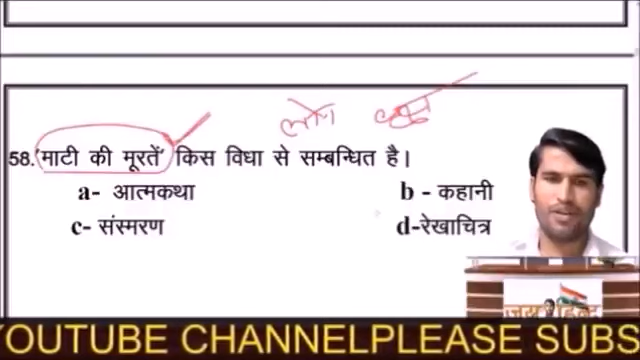 58. 'माटी की मूरतें' किस विधा से सम्बन्धित है।
a- आत्मकथा
b - कहानी
c- संस्मरण
d-रेखाचित्र
YOUTUBE CHANNELPLEASE SUBS